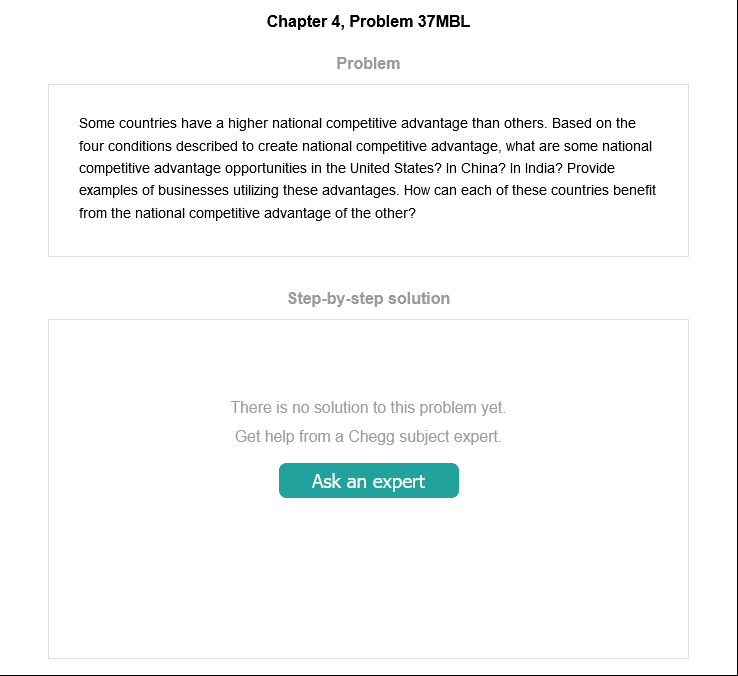 Chapter 4, Problem 37MBL
Problem
Some countries have a higher national competitive advantage than others. Based on the
four conditions described to create national competitive advantage, what are some national
competitive advantage opportunities in the United States? In China? In India? Provide
examples of businesses utilizing these advantages. How can each of these countries benefit
from the national competitive advantage of the other?
Step-by-step solution
There is no solution to this problem yet.
Get help from a Chegg subject expert.
Ask an expert